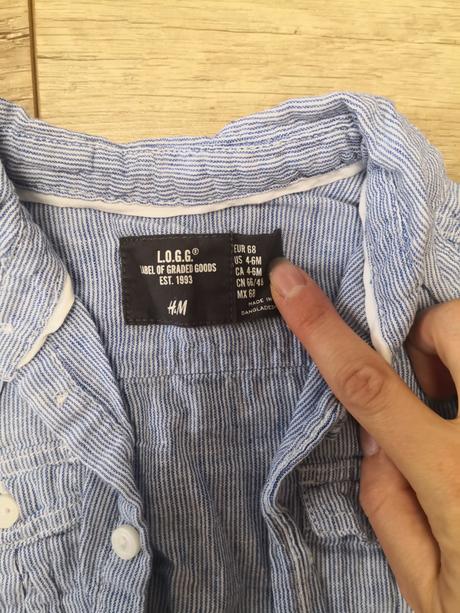 L.O.G.G.®
LABEL OF GRADED GOODS
EST. 1993
H&M
EUR 68
US 4-6M
CA 4-6M
CN 66/48
MX 68
MADE IN
BANGLADESH